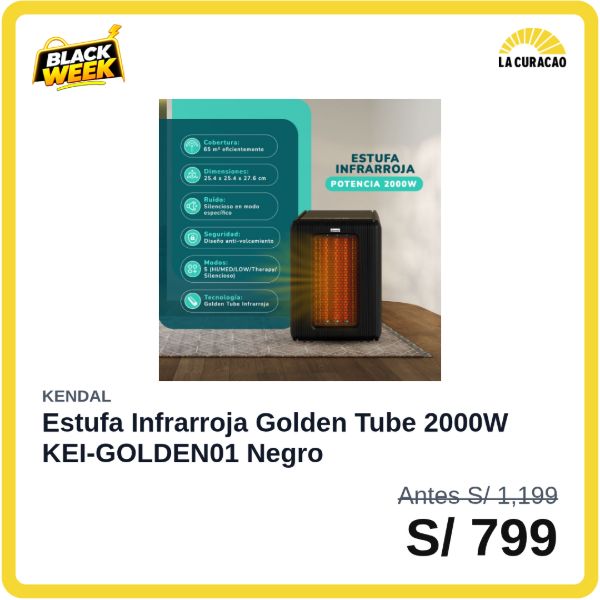 BLACK
WEEK
LA CURACAO
Cobertura:
65 m² eficientemente
Dimensiones:
25.4 x 25.4 x 27.6 cm
Ruido:
Silencioso en modo
específico
Seguridad:
Diseño anti-volcamiento
Modos:
5 (HI/MED/LOW/Therapy/
Silencioso)
Tecnología:
Golden Tube Infrarroja
ESTUFA
INFRARROJA
POTENCIA 2000W
KENDAL
Estufa Infrarroja Golden Tube 2000W
KEI-GOLDEN01 Negro
Antes S/ 1,199
S/ 799